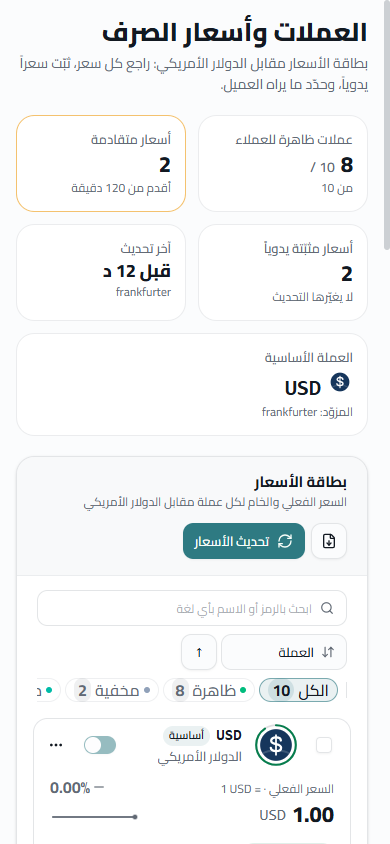 العملات وأسعار الصرف
بطاقة الأسعار مقابل الدولار الأمريكي: راجع كل سعر، ثبّت سعراً
يدوياً، وحدّد ما يراه العميل.
عملات ظاهرة للعملاء
8 / 10
من 10
أسعار متقادمة
2
أقدم من 120 دقيقة
أسعار مثبّتة يدوياً
2
لا يغيّرها التحديث
آخر تحديث
قبل 12 د
frankfurter
العملة الأساسية
USD
المزوّد: frankfurter
بطاقة الأسعار
السعر الفعلي والخام لكل عملة مقابل الدولار الأمريكي
تحديث الأسعار
ابحث بالرمز أو الاسم بأي لغة
العملة
↑
الكل 10
ظاهرة 8
مخفية 2
USD أساسية
الدولار الأمريكي
السعر الفعلي · = 1 USD
1.00 USD
0.00% —